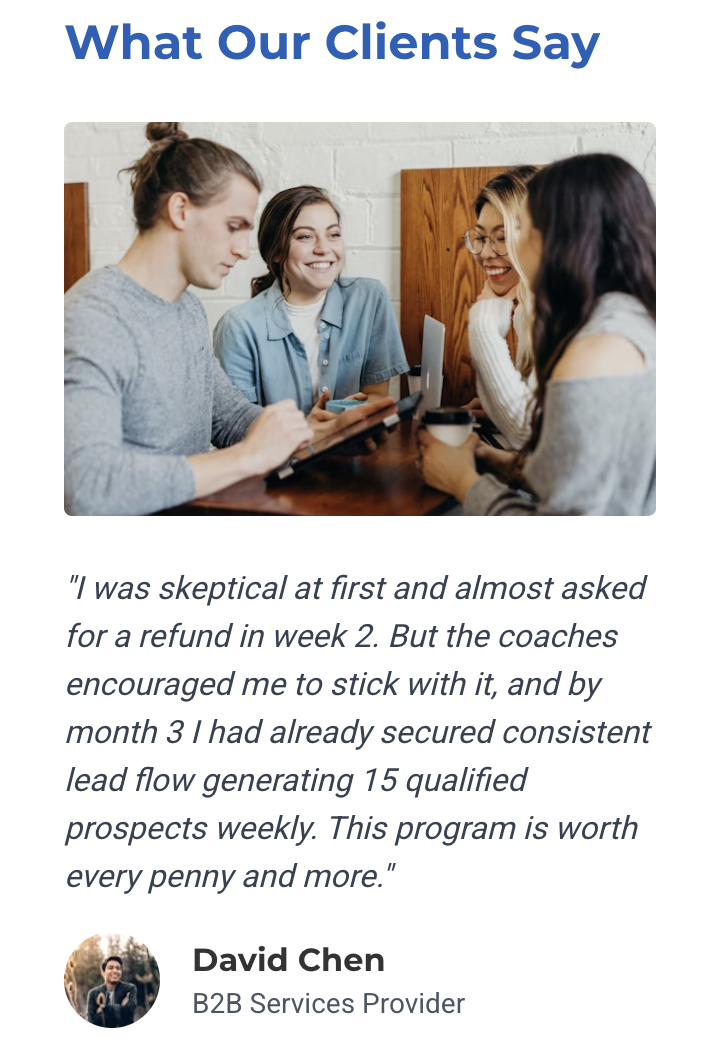 What Our Clients Say
"I was skeptical at first and almost asked
for a refund in week 2. But the coaches
encouraged me to stick with it, and by
month 3 I had already secured consistent
lead flow generating 15 qualified
prospects weekly. This program is worth
every penny and more."
David Chen
B2B Services Provider